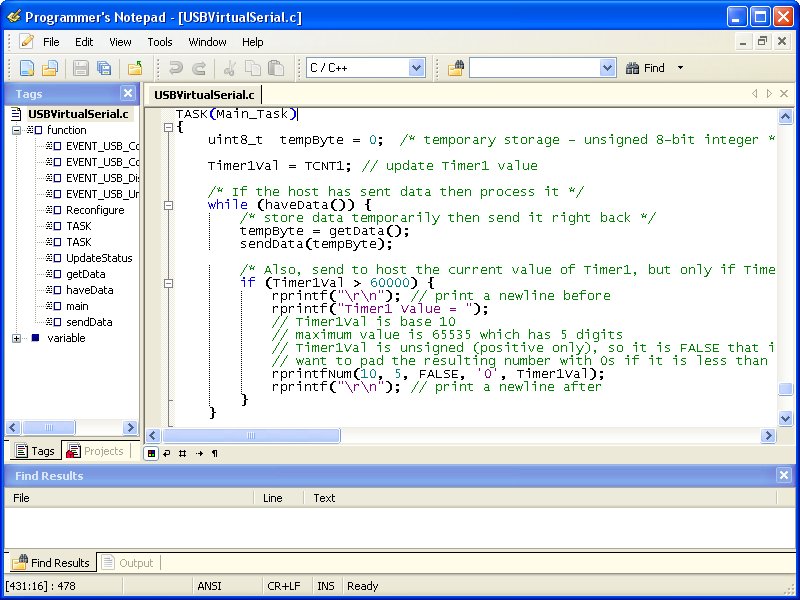 Programmer's Notepad - [USBVirtualSerial.c]
File Edit View Tools Window Help
C / C++ Find
Tags
USBVirtualSerial.c
USBVirtualSerial.c
function
EVENT_USB_Co
EVENT_USB_Co
EVENT_USB_Dis
EVENT_USB_Un
Reconfigure
TASK
TASK
UpdateStatus
getData
haveData
main
sendData
variable
Tags Projects
TASK(Main_Task)
{
uint8_t tempByte = 0; /* temporary storage - unsigned 8-bit integer *
Timer1Val = TCNT1; // update Timer1 value
/* If the host has sent data then process it */
while (haveData()) {
/* store data temporarily then send it right back */
tempByte = getData();
sendData(tempByte);
/* Also, send to host the current value of Timer1, but only if Time
if (Timer1Val > 60000) {
rprintf("\r\n"); // print a newline before
rprintf("Timer1 Value = ");
// Timer1Val is base 10
// maximum value is 65535 which has 5 digits
// Timer1Val is unsigned (positive only), so it is FALSE that i
// want to pad the resulting number with 0s if it is less than
rprintfNum(10, 5, FALSE, '0', Timer1Val);
rprintf("\r\n"); // print a newline after
}
}
Find Results
File Line Text
Find Results Output
[431:16] : 478 ANSI CR+LF INS Ready